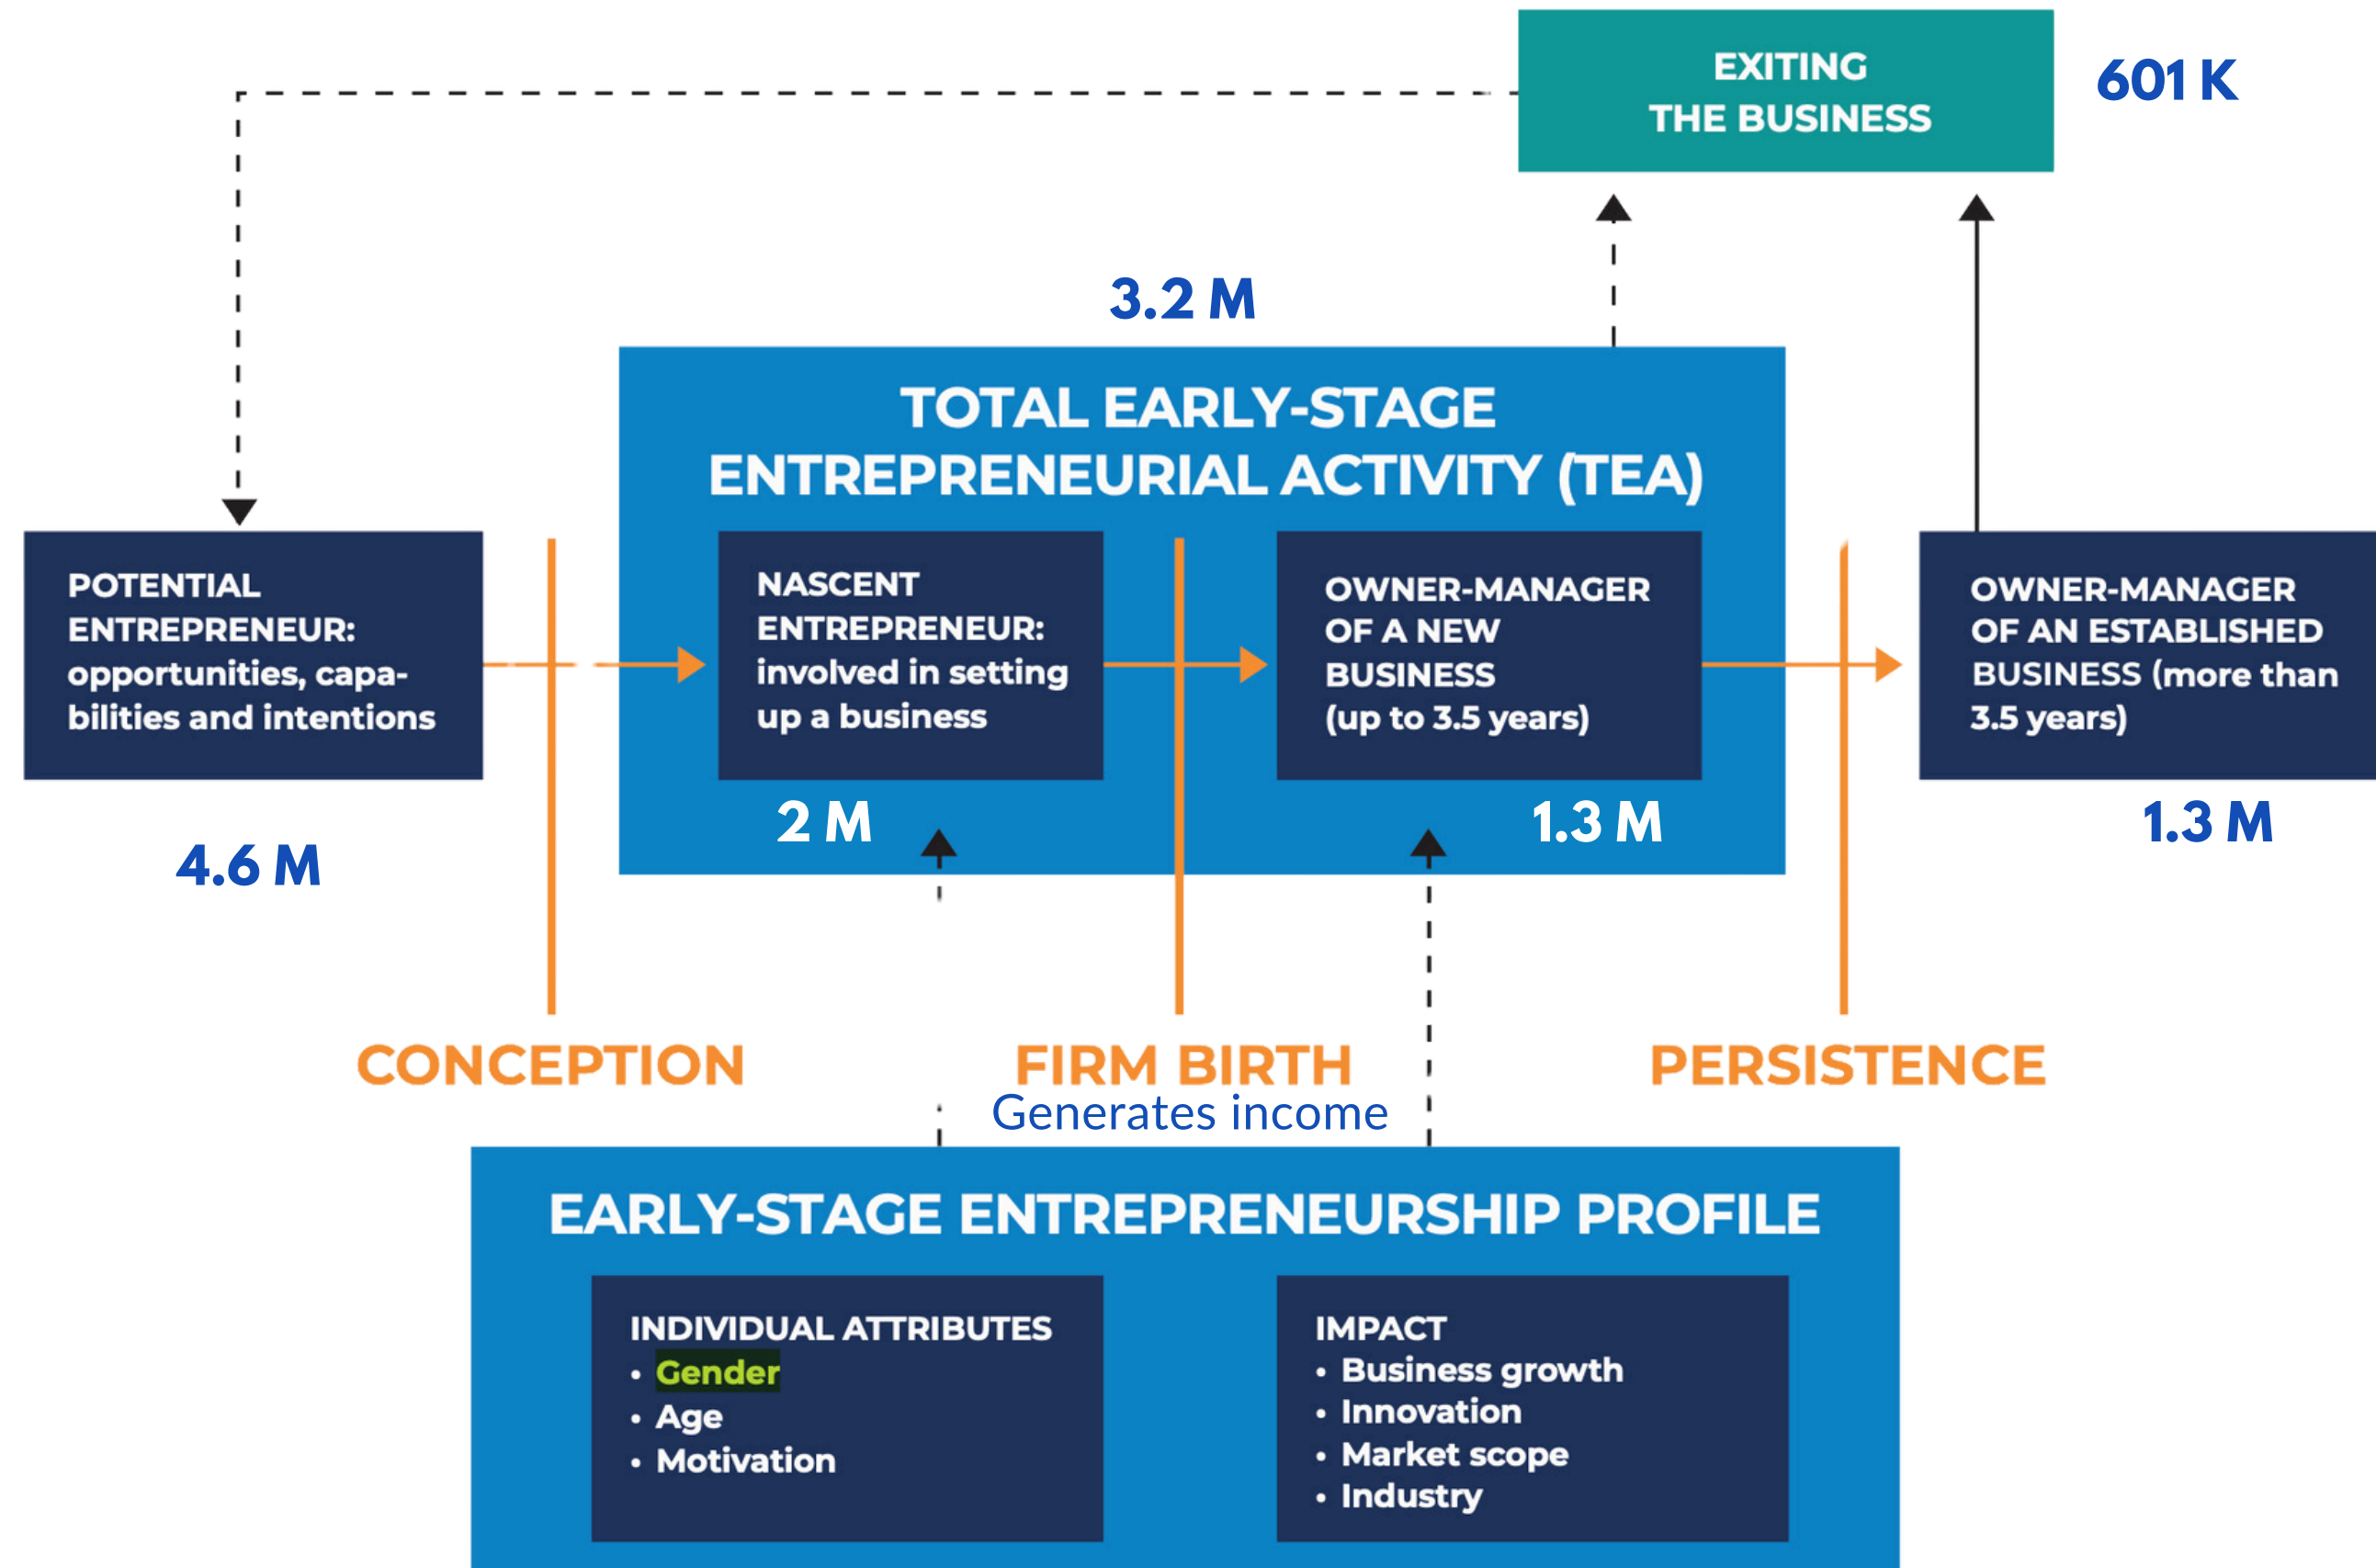 EXITING
THE BUSINESS
601 K
3.2 M
TOTAL EARLY-STAGE
ENTREPRENEURIAL ACTIVITY (TEA)
POTENTIAL
ENTREPRENEUR:
opportunities, capa-
bilities and intentions
4.6 M
NASCENT
ENTREPRENEUR:
involved in setting
up a business
2 M
OWNER-MANAGER
OF A NEW
BUSINESS
(up to 3.5 years)
1.3 M
OWNER-MANAGER
OF AN ESTABLISHED
BUSINESS (more than
3.5 years)
1.3 M
CONCEPTION
FIRM BIRTH
Generates income
PERSISTENCE
EARLY-STAGE ENTREPRENEURSHIP PROFILE
INDIVIDUAL ATTRIBUTES
• Gender
• Age
• Motivation
IMPACT
• Business growth
• Innovation
• Market scope
• Industry